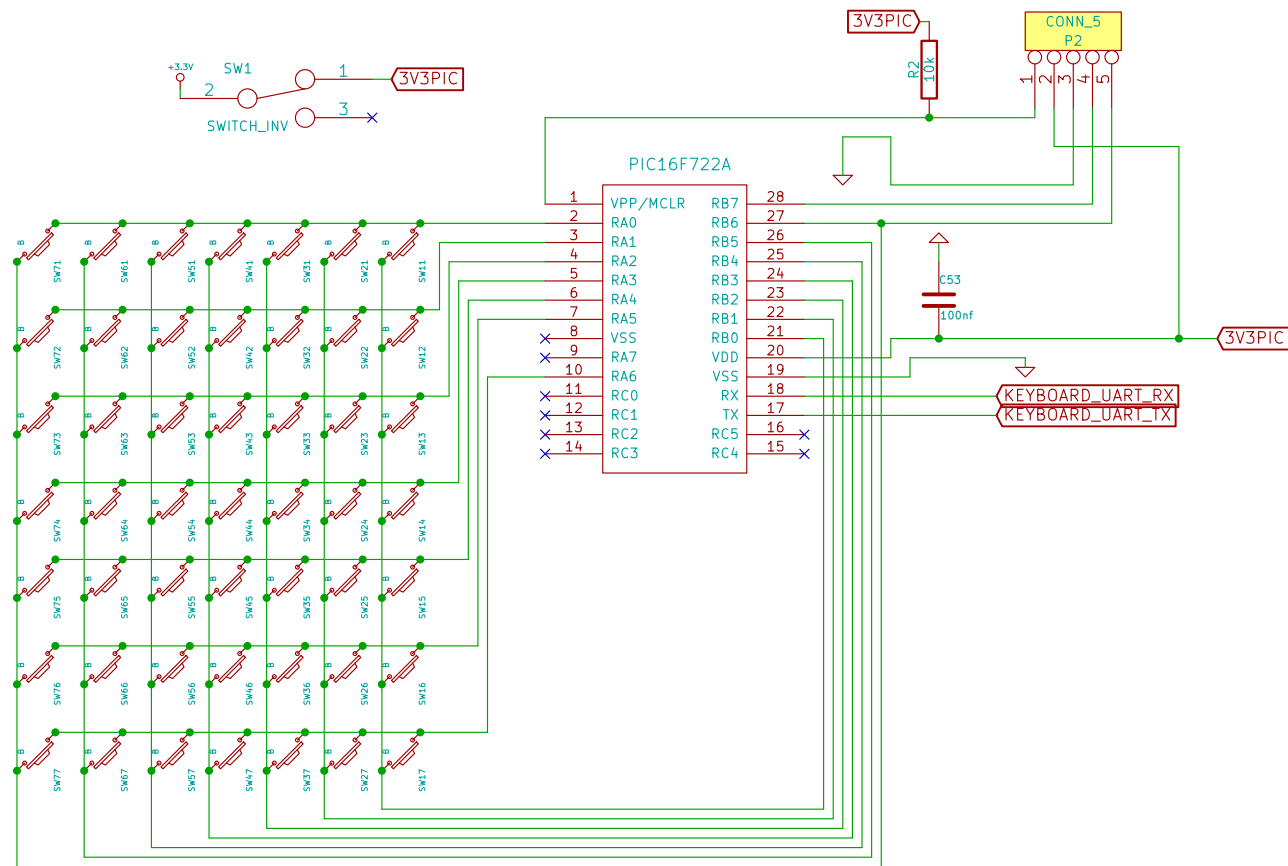 3V3PIC
CONN_5
P2
+3.3V
SW1
1
2
3V3PIC
3
SWITCH_INV
R2
10k
1
2
3
4
5
PIC16F722A
1 VPP/MCLR RB7 28
2 RA0 RB6 27
3 RA1 RB5 26
4 RA2 RB4 25
5 RA3 RB3 24
6 RA4 RB2 23
7 RA5 RB1 22
8 VSS RB0 21
9 RA7 VDD 20
10 RA6 VSS 19
11 RC0 RX 18
12 RC1 TX 17
13 RC2 RC5 16
14 RC3 RC4 15
C53
100nf
3V3PIC
KEYBOARD_UART_RX
KEYBOARD_UART_TX
B B B B B B B
SW71 SW61 SW51 SW41 SW31 SW21 SW11
B B B B B B B
SW72 SW62 SW52 SW42 SW32 SW22 SW12
B B B B B B B
SW73 SW63 SW53 SW43 SW33 SW23 SW13
B B B B B B B
SW74 SW64 SW54 SW44 SW34 SW24 SW14
B B B B B B B
SW75 SW65 SW55 SW45 SW35 SW25 SW15
B B B B B B B
SW76 SW66 SW56 SW46 SW36 SW26 SW16
B B B B B B B
SW77 SW67 SW57 SW47 SW37 SW27 SW17